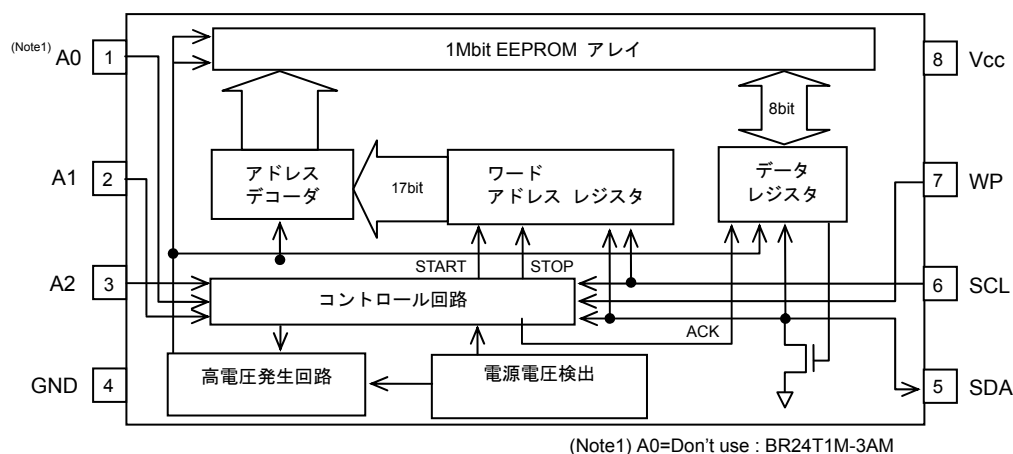 1Mbit EEPROM アレイ
(Note1) A0 1
8 Vcc
8bit
A1 2
アドレス
デコーダ
17bit
ワード
アドレス レジスタ
データ
レジスタ
7 WP
START
STOP
A2 3
コントロール回路
6 SCL
ACK
GND 4
高電圧発生回路
電源電圧検出
5 SDA
(Note1) A0=Don't use : BR24T1M-3AM